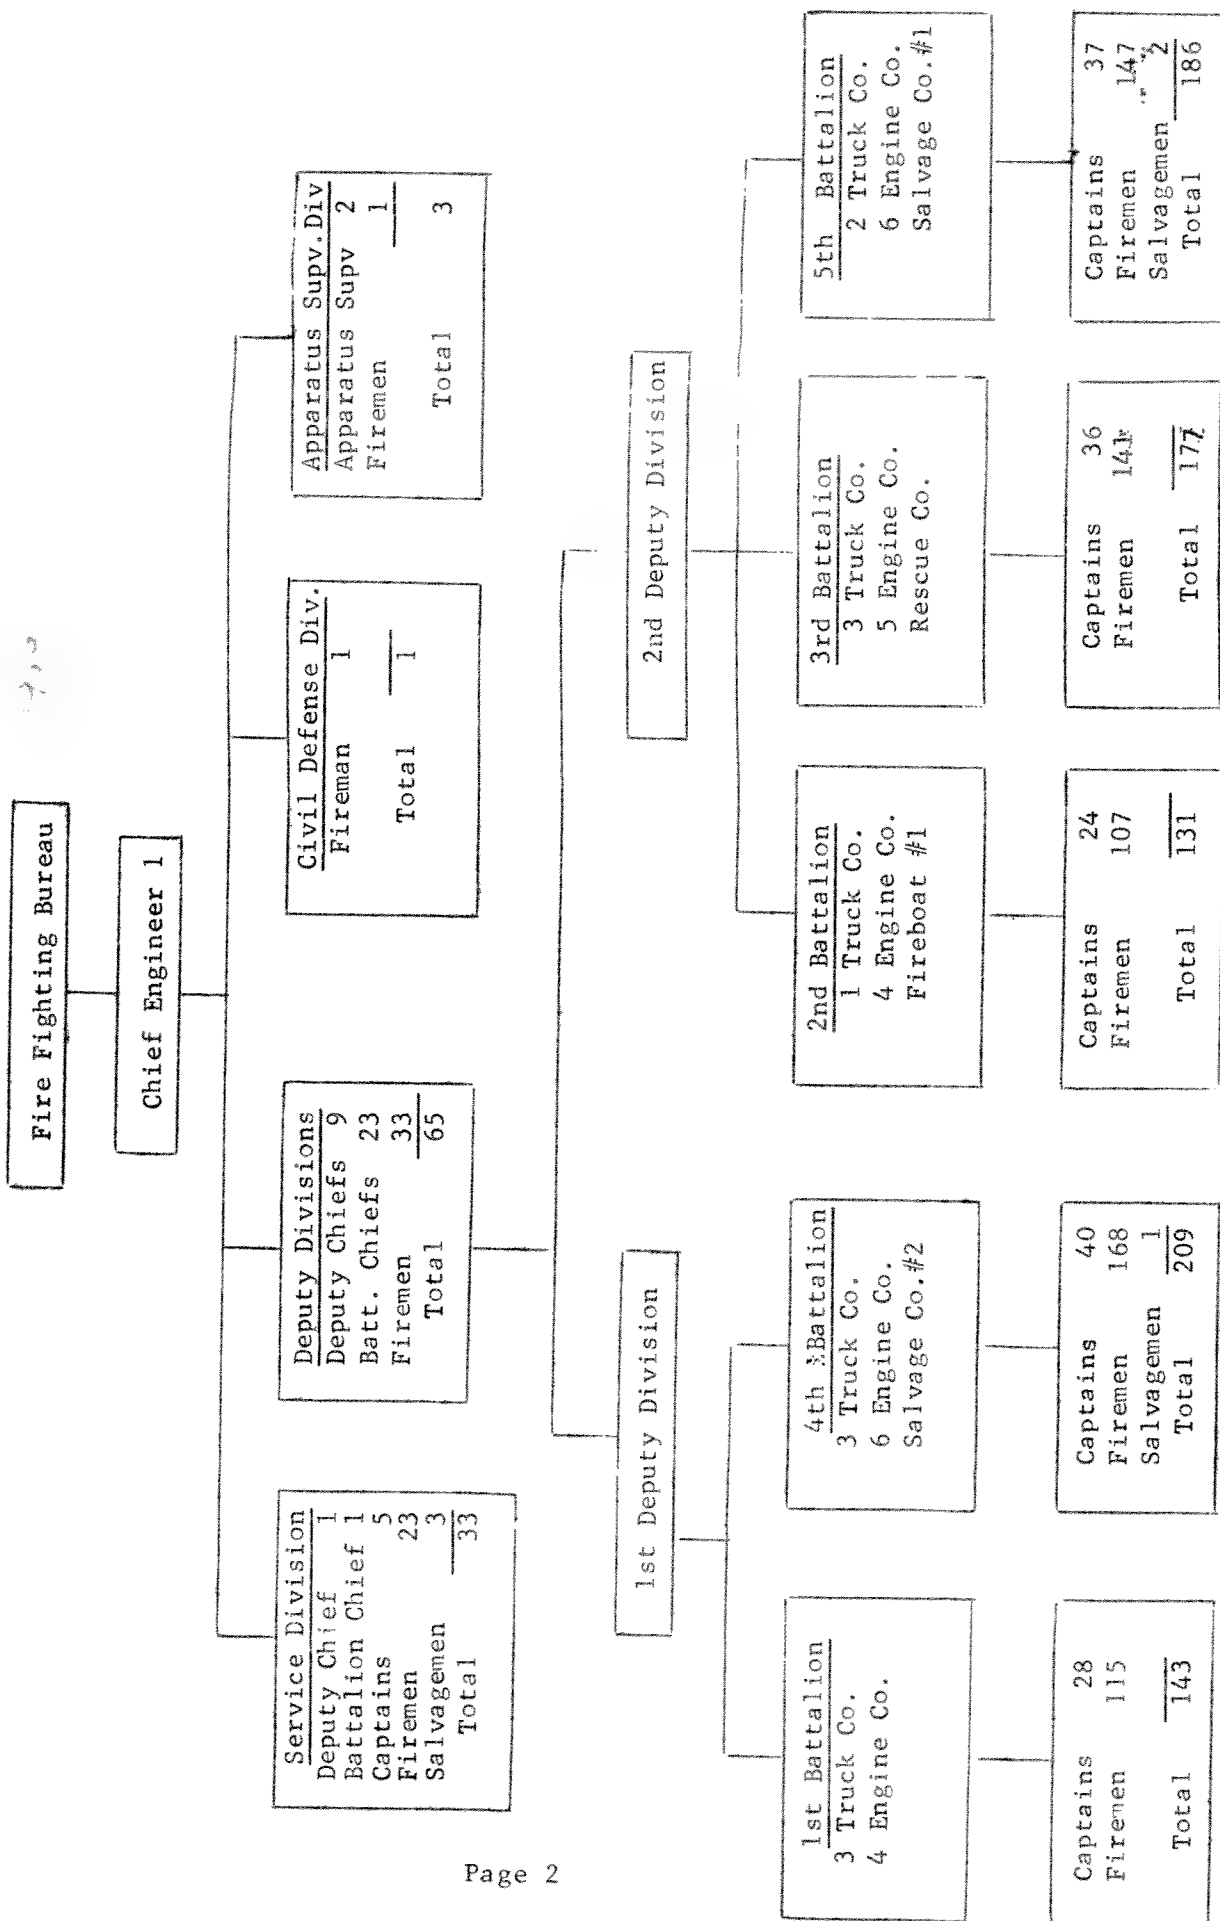 Fire Fighting Bureau
Chief Engineer 1
Service Division
Deputy Chief 1
Battalion Chief 1
Captains 5
Firemen 23
Salvagemen 3
Total 33
Deputy Divisions
Deputy Chiefs 9
Batt. Chiefs 23
Firemen 33
Total 65
Civil Defense Div.
Fireman 1
Total 1
Apparatus Supv.Div
Apparatus Supv 2
Firemen 1
Total 3
1st Deputy Division
2nd Deputy Division
1st Battalion
3 Truck Co.
4 Engine Co.
4th Battalion
3 Truck Co.
6 Engine Co.
Salvage Co.#2
2nd Battalion
1 Truck Co.
4 Engine Co.
Fireboat #1
3rd Battalion
3 Truck Co.
5 Engine Co.
Rescue Co.
5th Battalion
2 Truck Co.
6 Engine Co.
Salvage Co.#1
Captains 28
Firemen 115
Total 143
Captains 40
Firemen 168
Salvagemen 1
Total 209
Captains 24
Firemen 107
Total 131
Captains 36
Firemen 141
Total 177
Captains 37
Firemen 147
Salvagemen 2
Total 186
Page 2